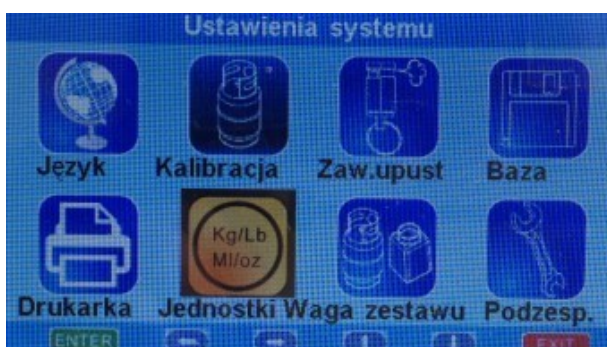 Ustawienia systemu
Język Kalibracja Zaw.upust Baza
Kg/Lb
Ml/oz
Drukarka Jednostki Waga zestawu Podzesp.
ENTER EXIT